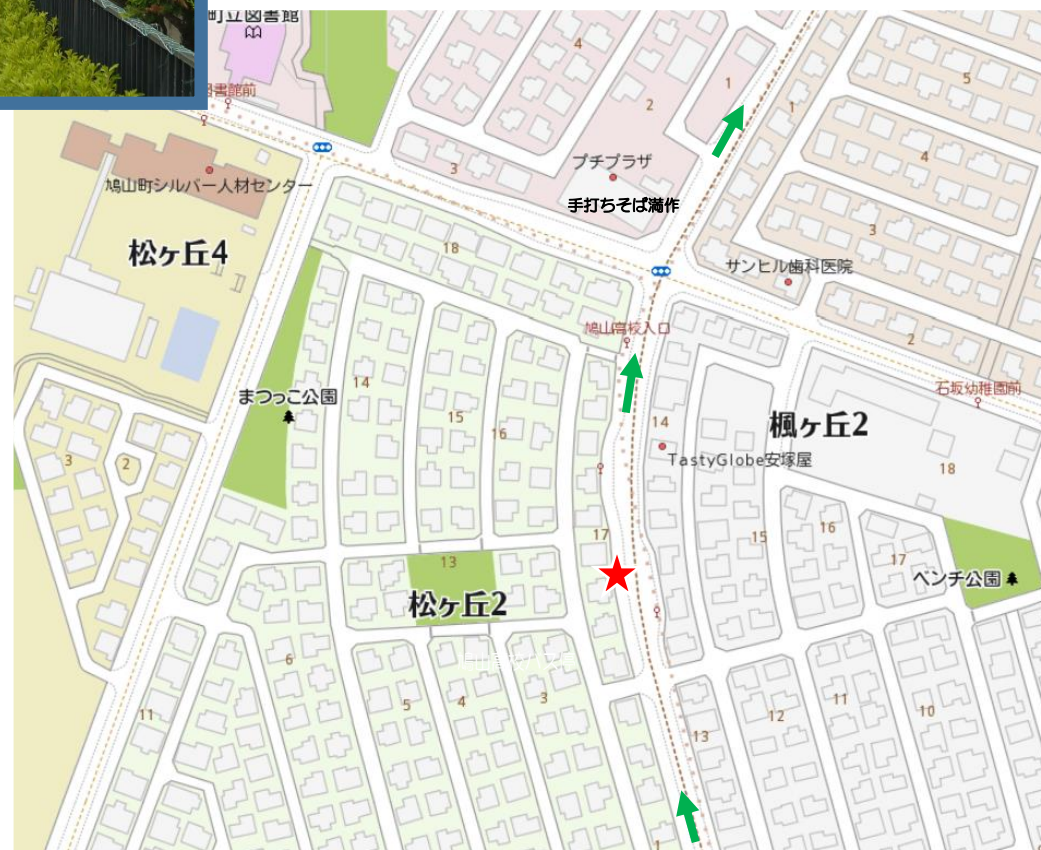 町立図書館
図書館前
4
5
2
1
1
4
3
プチプラザ
手打ちそば満作
鳩山町シルバー人材センター
松ヶ丘4
18
3
サンヒル歯科医院
鳩山高校入口
2
石坂幼稚園前
まつっこ公園
14
15
16
14
楓ヶ丘2
TastyGlobe安塚屋
18
3
2
17
15
16
17
ベンチ公園
13
松ヶ丘2
6
5
4
3
11
13
12
11
10
1